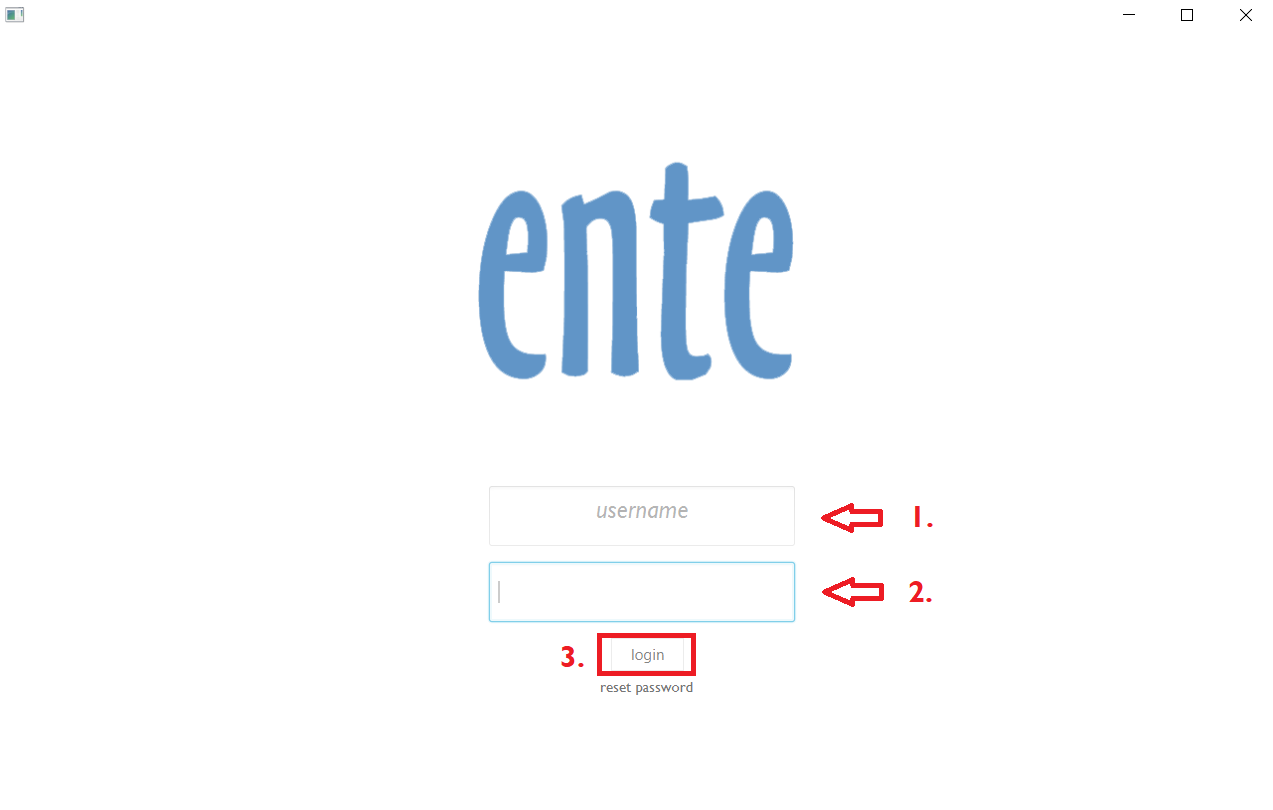 ente
username
1.
2.
3.
login
reset password